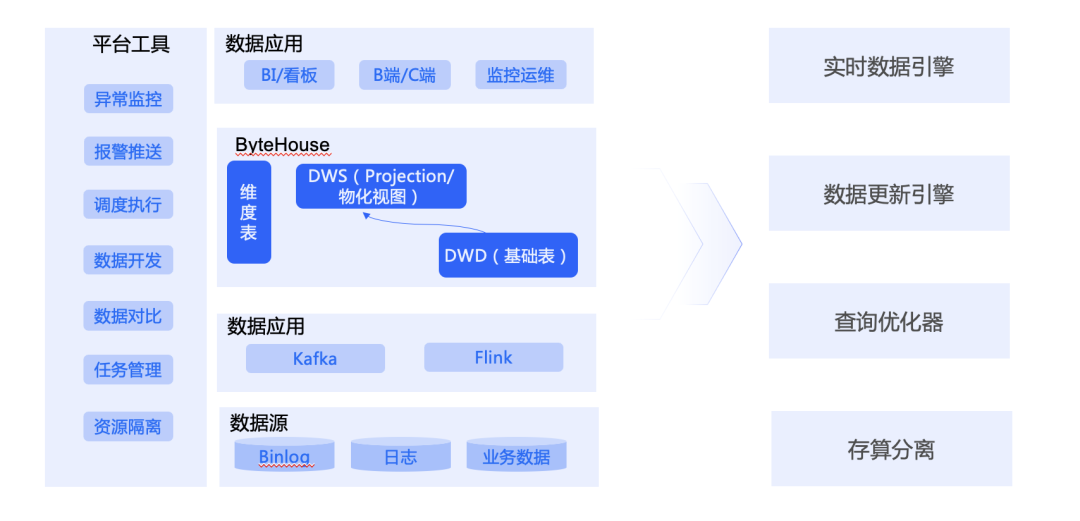 平台工具
异常监控
报警推送
调度执行
数据开发
数据对比
任务管理
资源隔离
数据应用
BI/看板
B端/C端
监控运维
ByteHouse
维
度
表
DWS（Projection/
物化视图）
DWD（基础表）
数据应用
Kafka
Flink
数据源
Binlog
日志
业务数据
实时数据引擎
数据更新引擎
查询优化器
存算分离